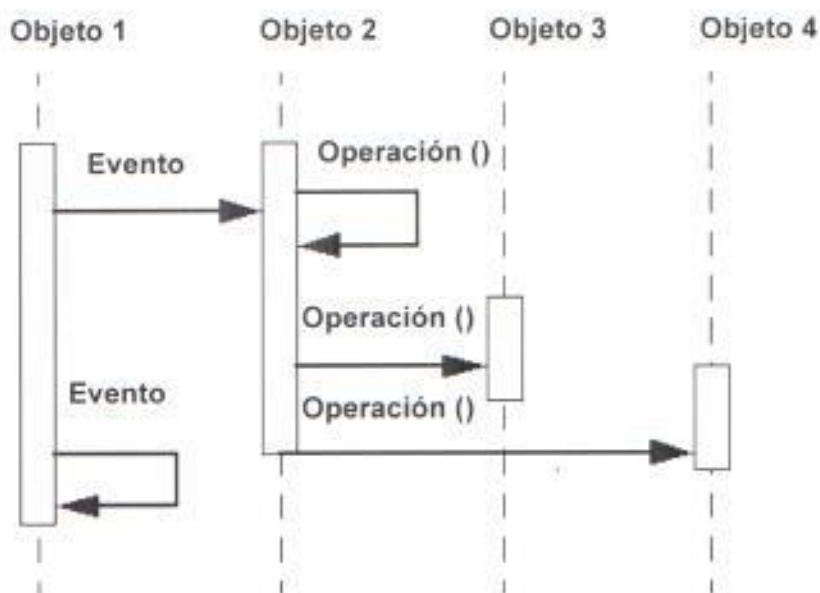 Objeto 1
Objeto 2
Objeto 3
Objeto 4
Evento
Operación ()
Operación ()
Evento
Operación ()